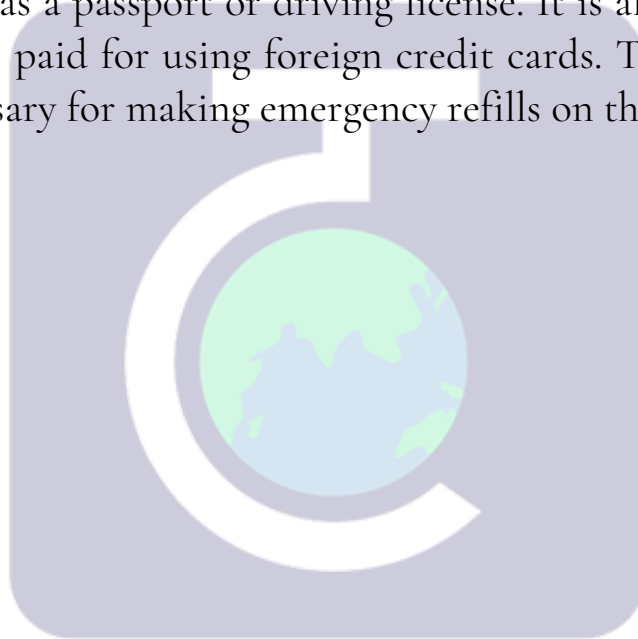 as a passport or driving license. It is al
paid for using foreign credit cards. T
sary for making emergency refills on th